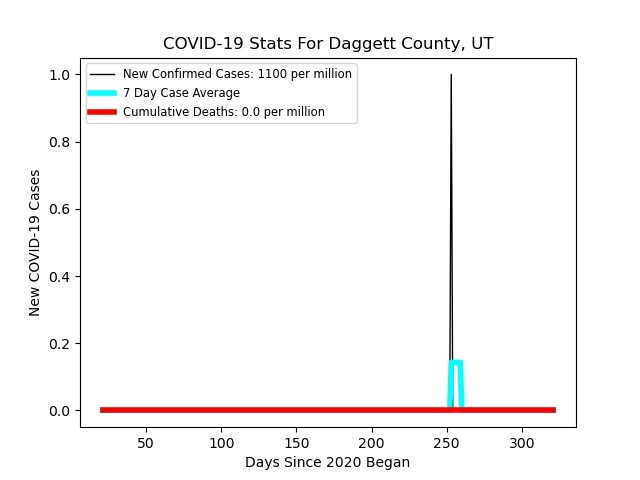 COVID-19 Stats For Daggett County, UT
New Confirmed Cases: 1100 per million
7 Day Case Average
Cumulative Deaths: 0.0 per million
New COVID-19 Cases
1.0
0.8
0.6
0.4
0.2
0.0
50 100 150 200 250 300
Days Since 2020 Began